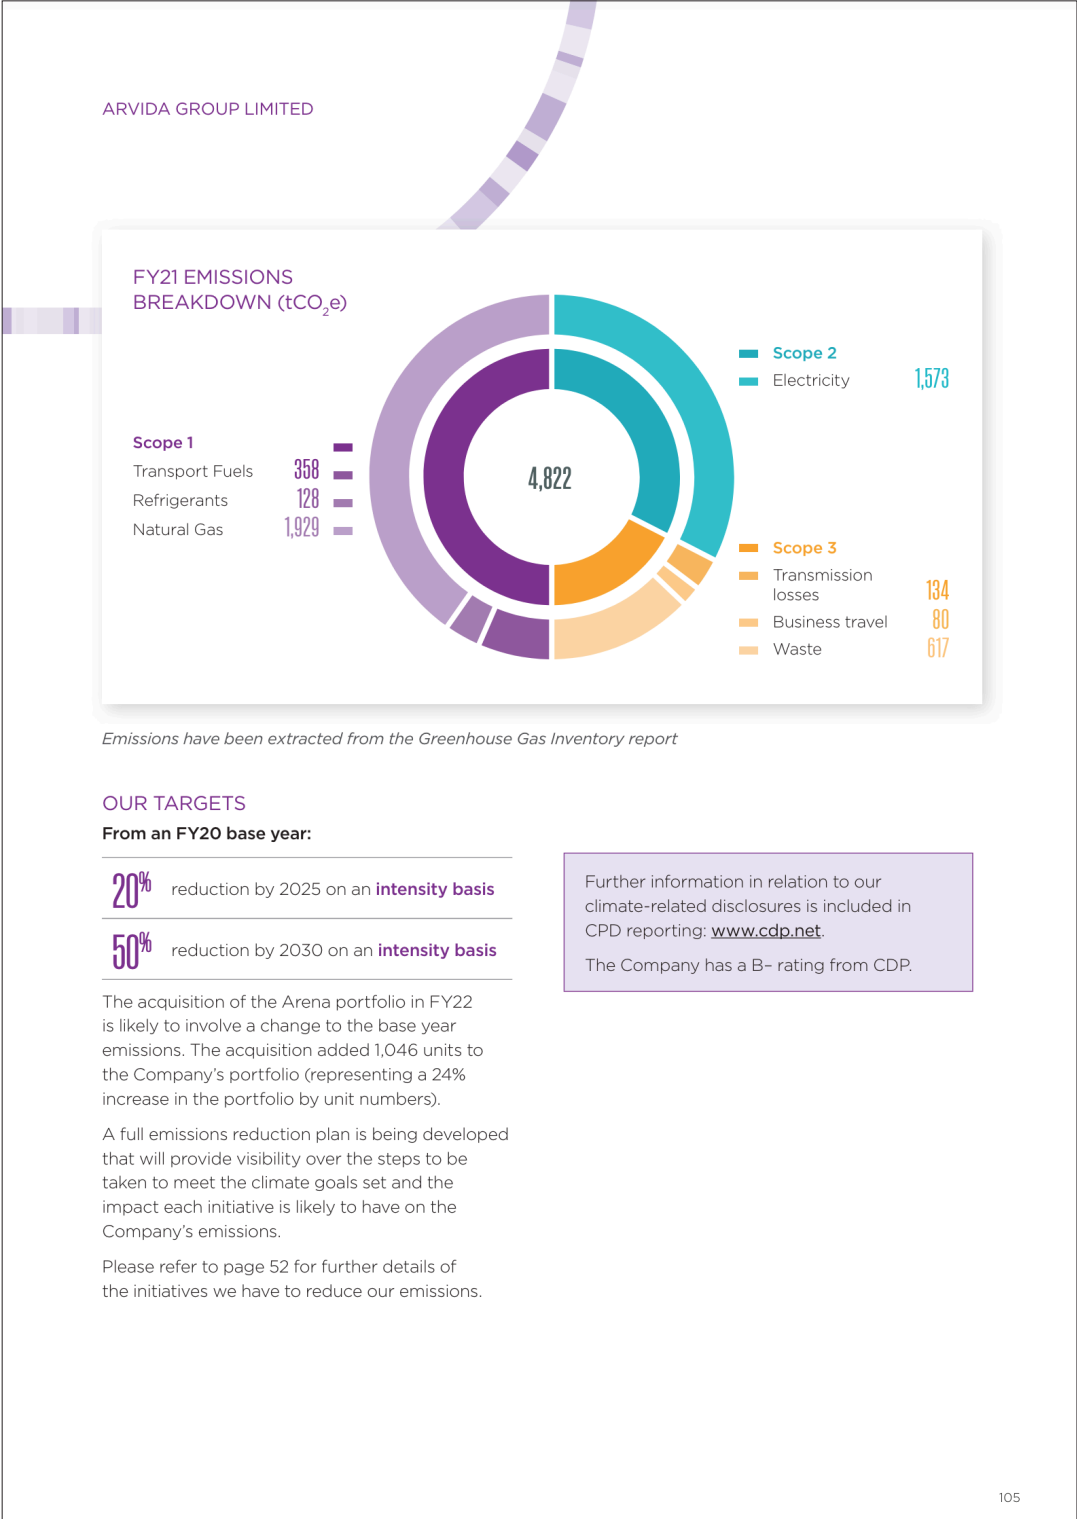 ARVIDA GROUP LIMITED
FY21 EMISSIONS
BREAKDOWN (tCO2e)
Scope 1
Transport Fuels 358
Refrigerants 128
Natural Gas 1,929
4,822
Scope 2
Electricity 1,573
Scope 3
Transmission
losses 134
Business travel 80
Waste 617
Emissions have been extracted from the Greenhouse Gas Inventory report
OUR TARGETS
From an FY20 base year:
20% reduction by 2025 on an intensity basis
50% reduction by 2030 on an intensity basis
The acquisition of the Arena portfolio in FY22
is likely to involve a change to the base year
emissions. The acquisition added 1,046 units to
the Company’s portfolio (representing a 24%
increase in the portfolio by unit numbers).
A full emissions reduction plan is being developed
that will provide visibility over the steps to be
taken to meet the climate goals set and the
impact each initiative is likely to have on the
Company’s emissions.
Please refer to page 52 for further details of
the initiatives we have to reduce our emissions.
Further information in relation to our
climate-related disclosures is included in
CPD reporting: www.cdp.net.
The Company has a B– rating from CDP.
105